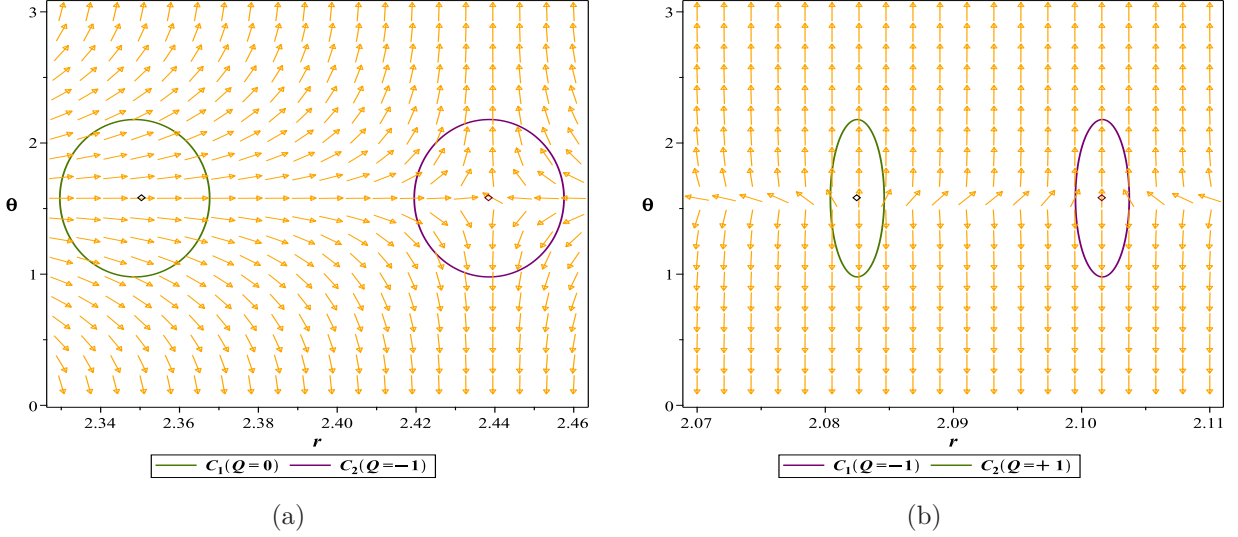 3
2
1
0
θ
2.34 2.36 2.38 2.40 2.42 2.44 2.46
r
C₁(Q=0) C₂(Q=−1)
(a)
3
2
1
0
θ
2.07 2.08 2.09 2.10 2.11
r
C₁(Q=−1) C₂(Q=+1)
(b)